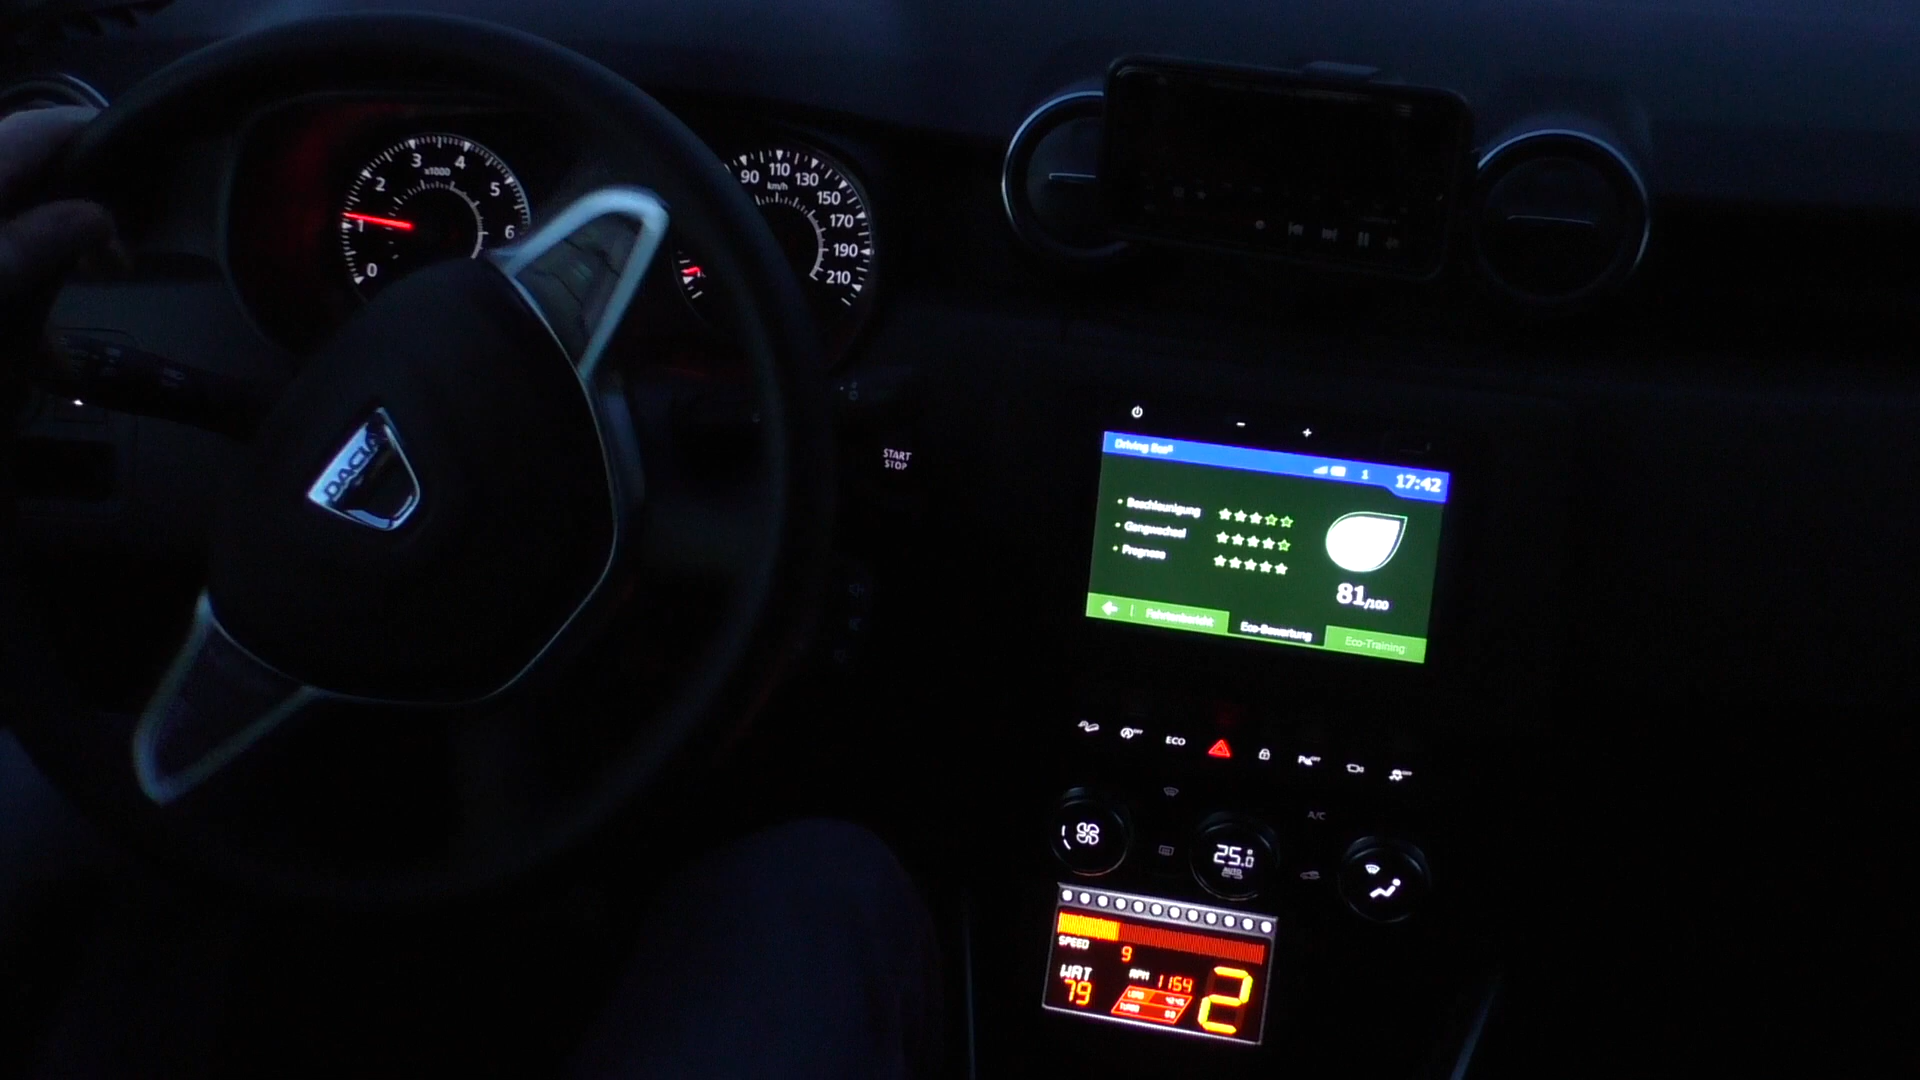 0
1
2
3
4
5
6
x1000
90
110
130
150
170
190
210
km/h
DACIA
START
STOP
Driving Eco²
1
17:42
Beschleunigung
Gangwechsel
Prognose
81/100
Fahrtenbericht
Eco-Bewertung
Eco-Training
ECO
A/C
25.0
AUTO
SPEED
9
WAT
79
RPM
1159
2